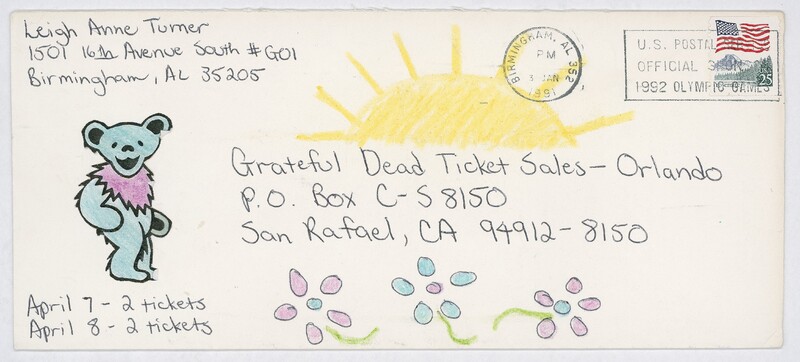 Leigh Anne Turner
1501 16th Avenue South #G01
Birmingham, AL 35205
BIRMINGHAM, AL 352
PM
3 JAN
1991
U.S. POSTAL
OFFICIAL
1992 OLYMPIC GAMES
25
Grateful Dead Ticket Sales – Orlando
P.O. Box C-S 8150
San Rafael, CA 94912-8150
April 7 - 2 tickets
April 8 - 2 tickets